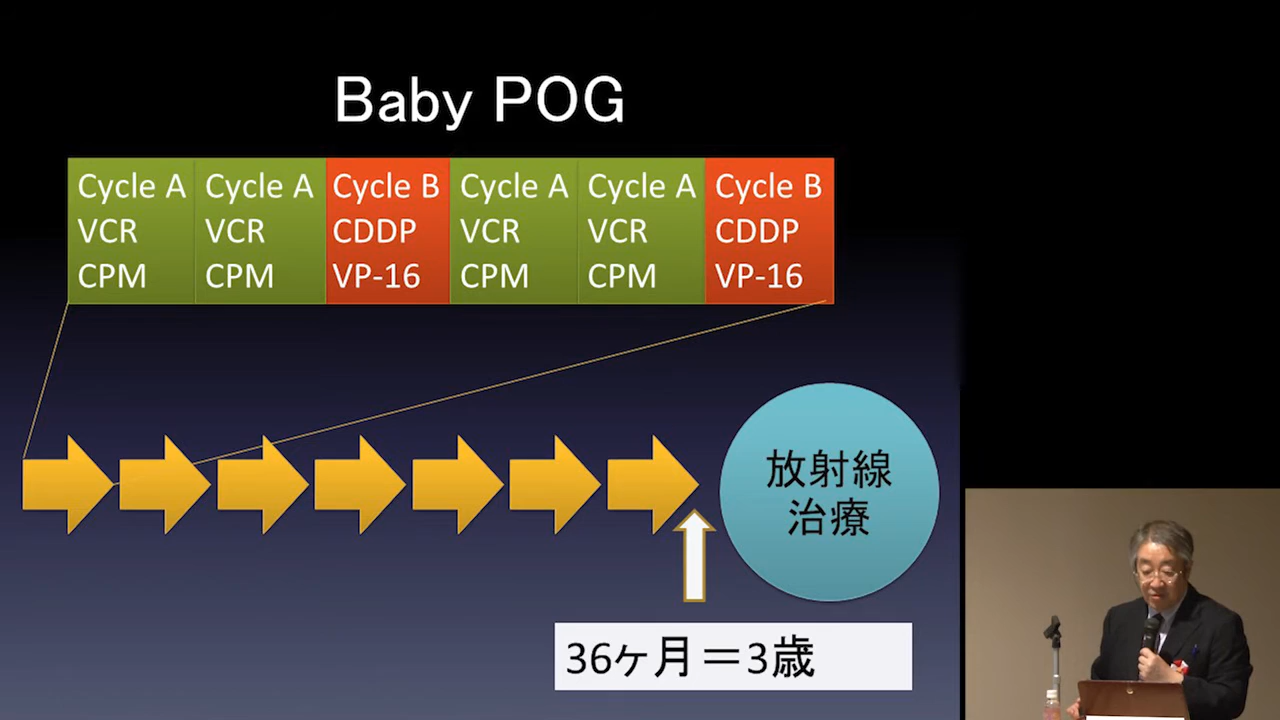 Baby POG
Cycle A
VCR
CPM
Cycle A
VCR
CPM
Cycle B
CDDP
VP-16
Cycle A
VCR
CPM
Cycle A
VCR
CPM
Cycle B
CDDP
VP-16
放射線
治療
36ヶ月＝3歳